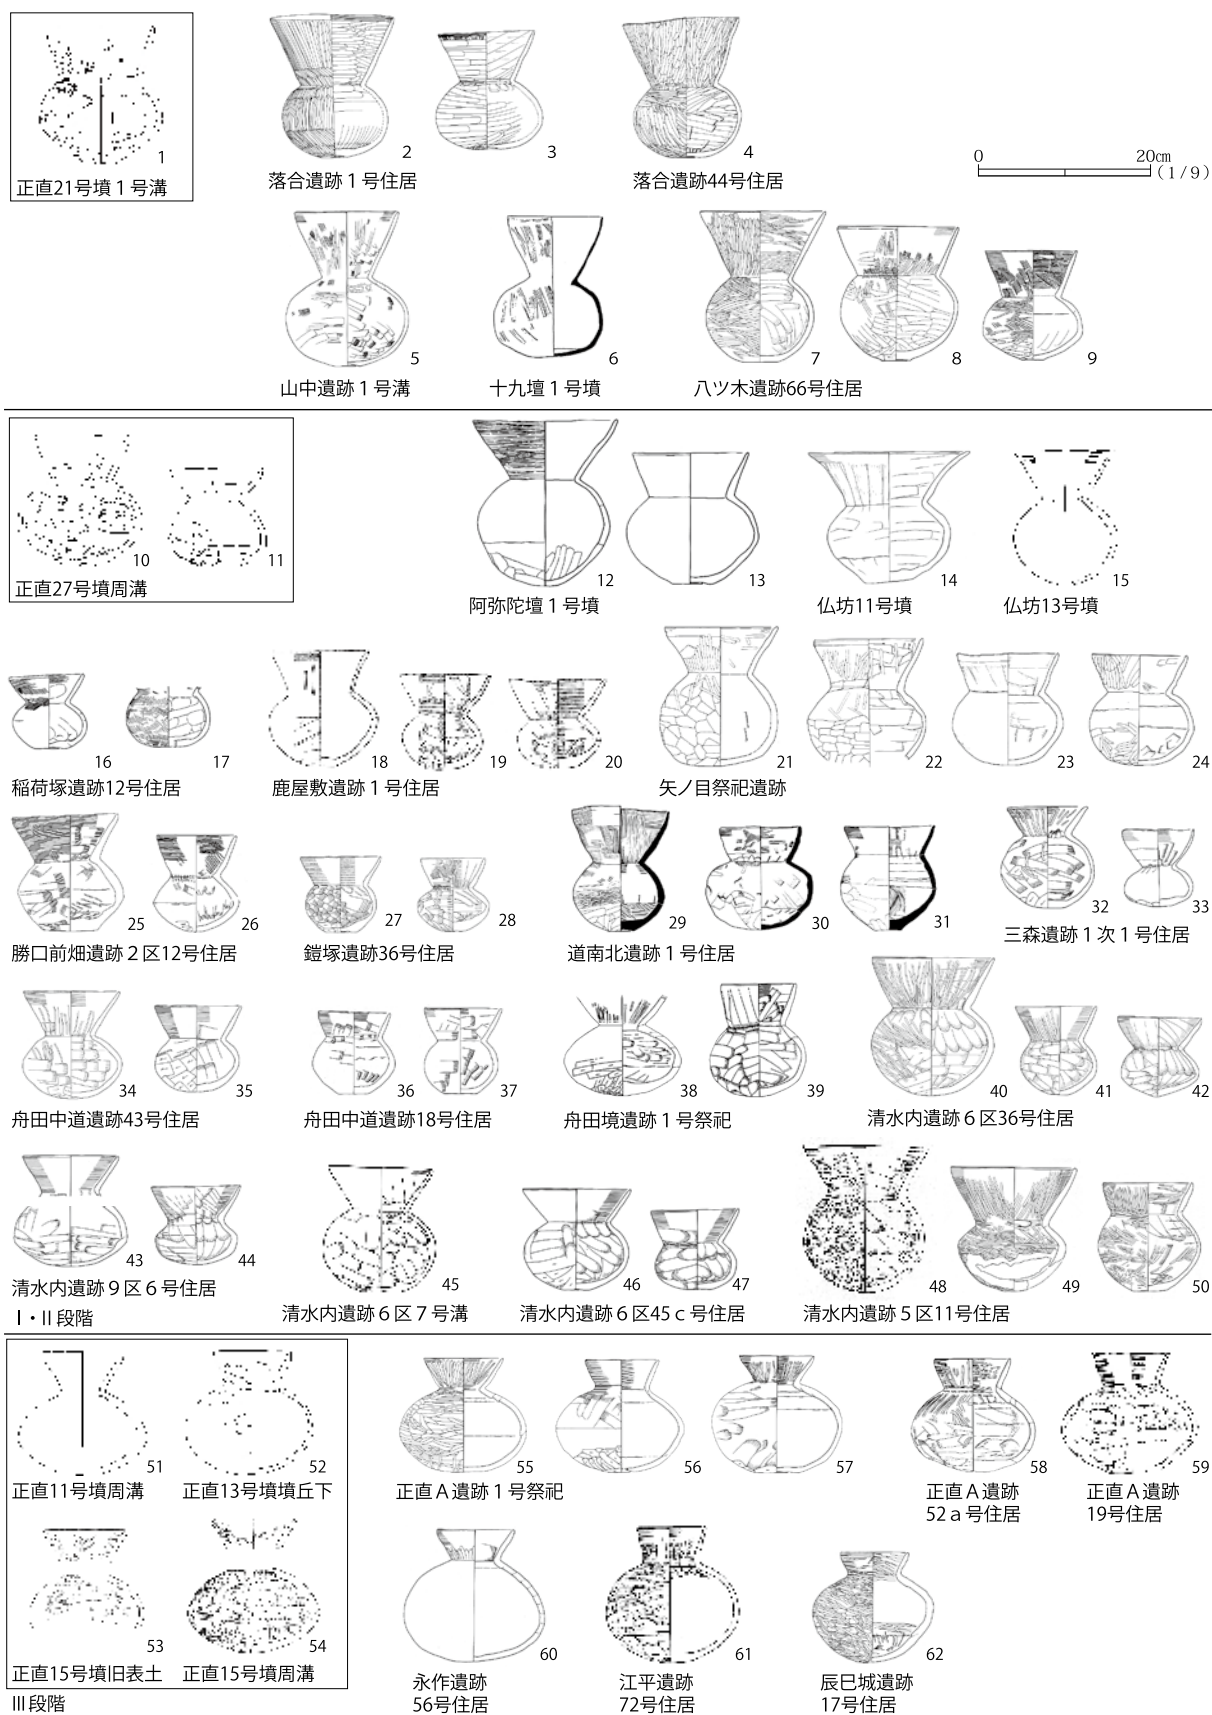 1
正直21号墳１号溝
2
3
落合遺跡１号住居
4
落合遺跡44号住居
0 20㎝
（1/9）
5
山中遺跡１号溝
6
十九壇１号墳
7
8
9
八ツ木遺跡66号住居
10
11
正直27号墳周溝
12
13
阿弥陀壇１号墳
14
仏坊11号墳
15
仏坊13号墳
16
17
稲荷塚遺跡12号住居
18
19
20
鹿屋敷遺跡１号住居
21
22
23
24
矢ノ目祭祀遺跡
25
26
勝口前畑遺跡２区12号住居
27
28
鎧塚遺跡36号住居
29
30
31
道南北遺跡１号住居
32
33
三森遺跡１次１号住居
34
35
舟田中道遺跡43号住居
36
37
舟田中道遺跡18号住居
38
39
舟田境遺跡１号祭祀
40
41
42
清水内遺跡６区36号住居
43
44
清水内遺跡９区６号住居
45
清水内遺跡６区７号溝
46
47
清水内遺跡６区45ｃ号住居
48
49
50
清水内遺跡５区11号住居
Ⅰ・Ⅱ段階
51
正直11号墳周溝
52
正直13号墳墳丘下
53
正直15号墳旧表土
54
正直15号墳周溝
55
56
57
正直Ａ遺跡１号祭祀
58
正直Ａ遺跡
52ａ号住居
59
正直Ａ遺跡
19号住居
60
永作遺跡
56号住居
61
江平遺跡
72号住居
62
辰巳城遺跡
17号住居
Ⅲ段階